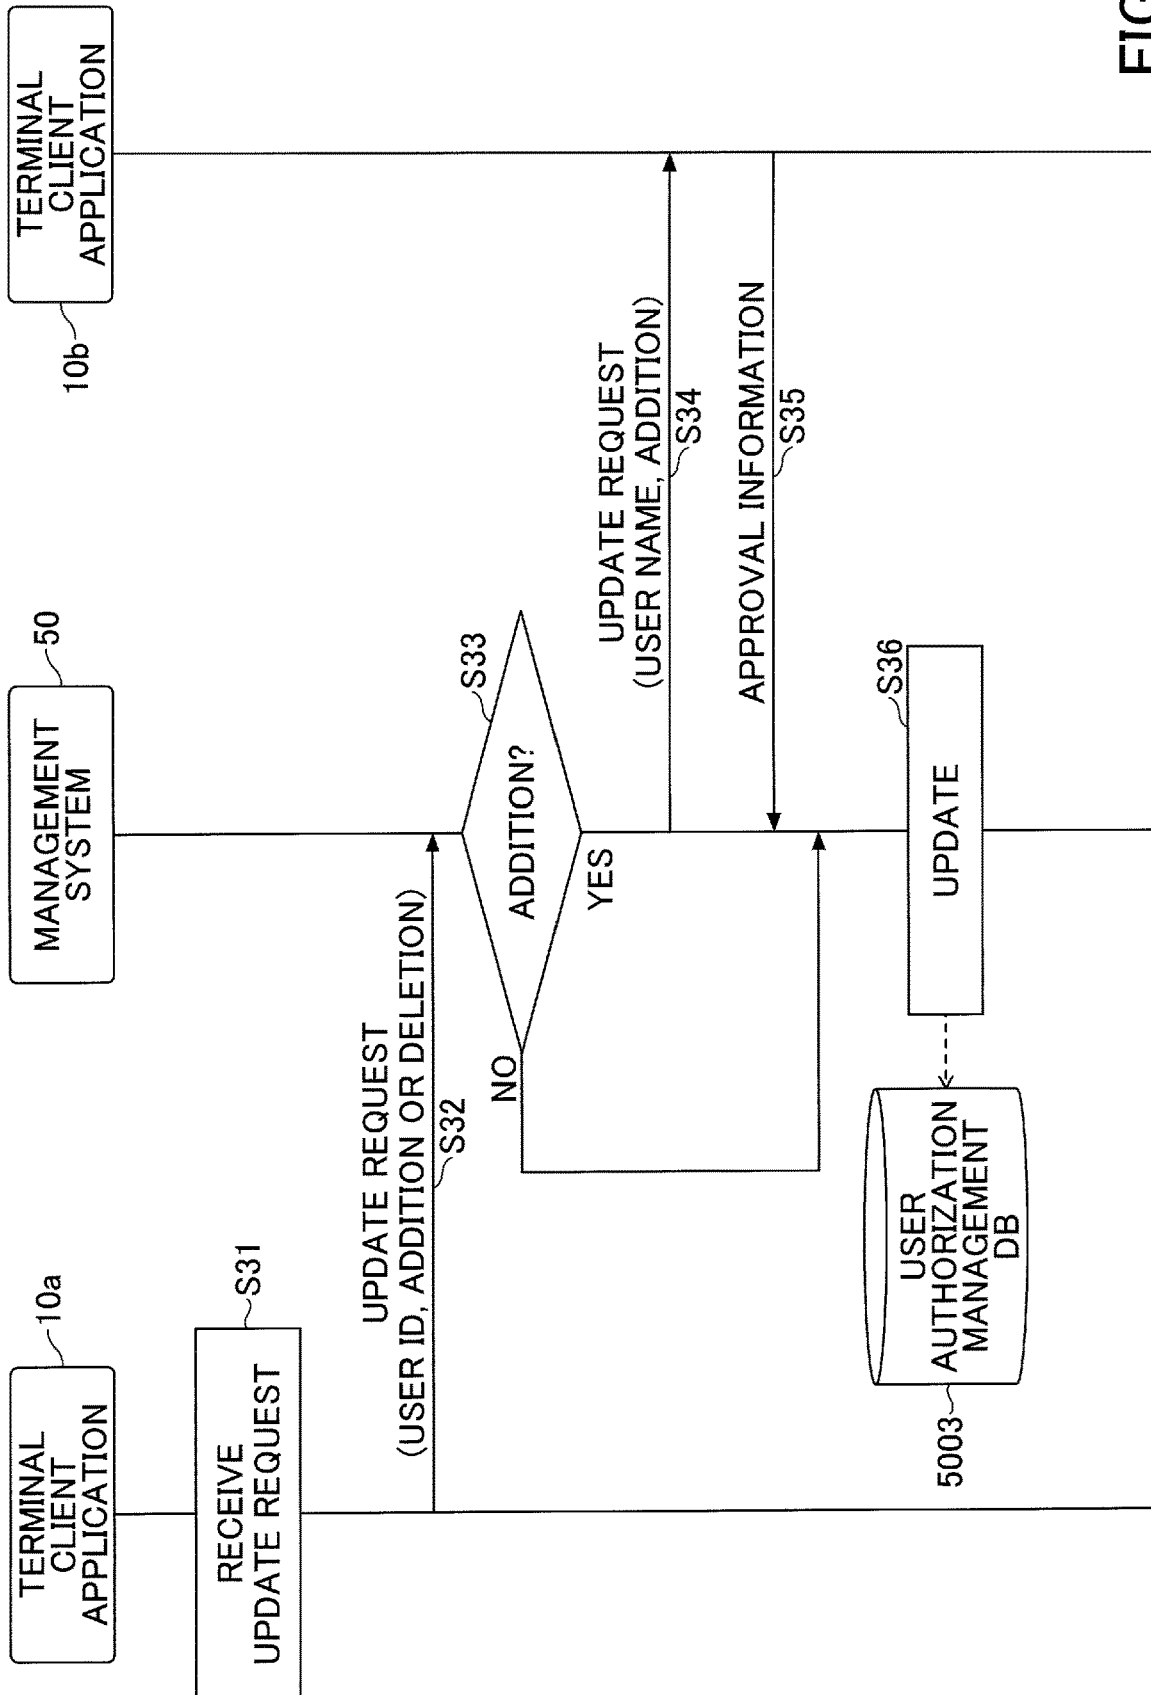 TERMINAL
CLIENT
APPLICATION
10a
MANAGEMENT
SYSTEM
50
TERMINAL
CLIENT
APPLICATION
10b
RECEIVE
UPDATE REQUEST
S31
UPDATE REQUEST
(USER ID, ADDITION OR DELETION)
S32
ADDITION?
S33
NO
YES
UPDATE REQUEST
(USER NAME, ADDITION)
S34
APPROVAL INFORMATION
S35
UPDATE
S36
USER
AUTHORIZATION
MANAGEMENT
DB
5003